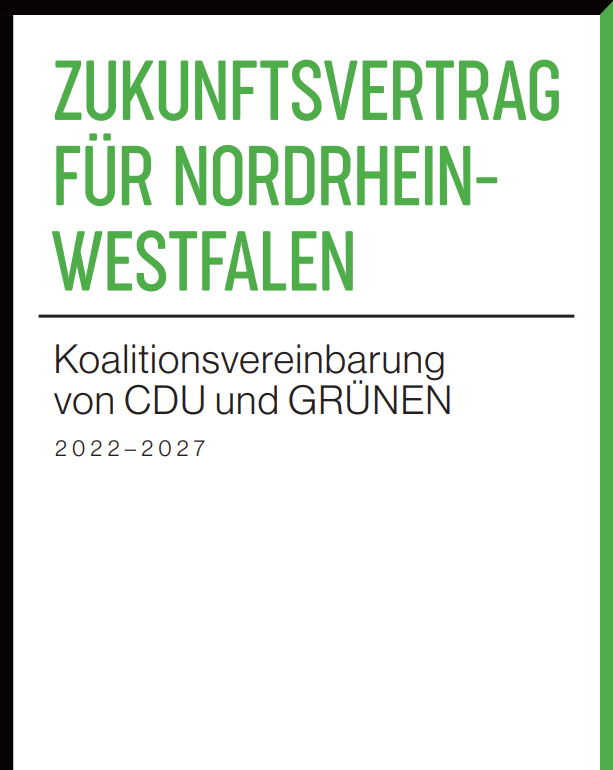 ZUKUNFTSVERTRAG
FÜR NORDRHEIN-
WESTFALEN
Koalitionsvereinbarung
von CDU und GRÜNEN
2022–2027